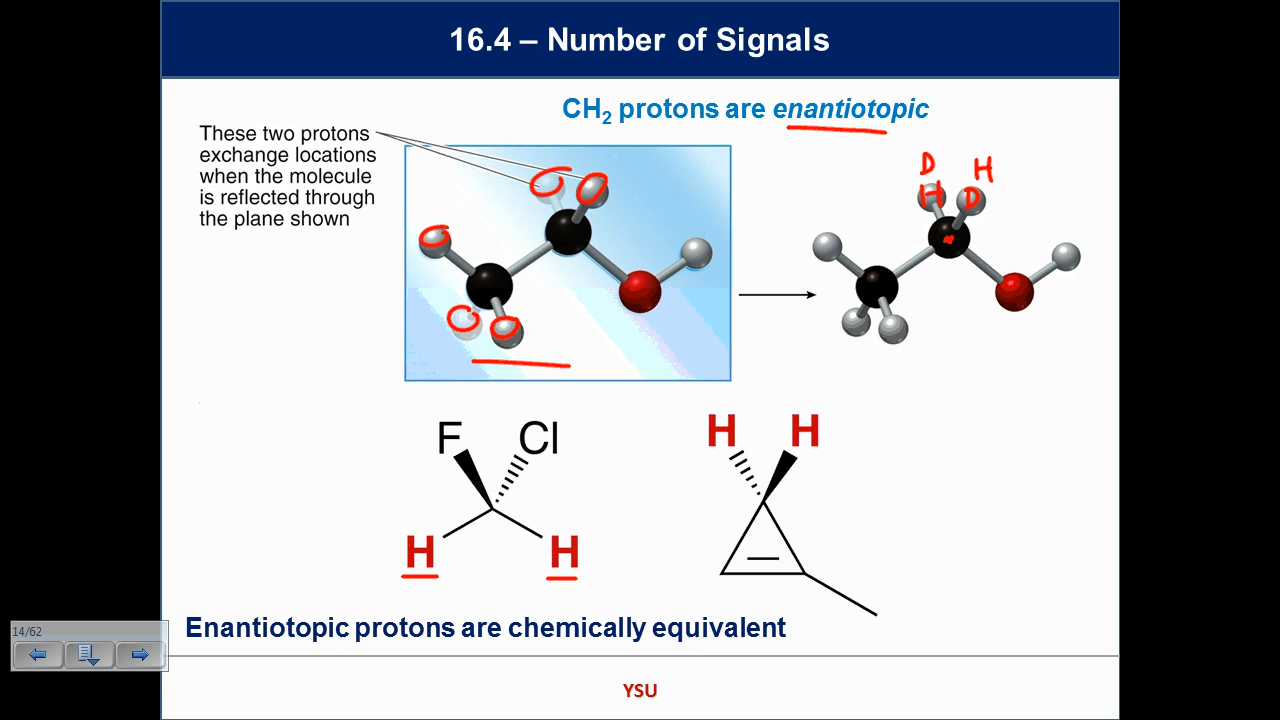 16.4 – Number of Signals
CH₂ protons are enantiotopic
These two protons
exchange locations
when the molecule
is reflected through
the plane shown
D H
H D
F Cl
H H
H H
Enantiotopic protons are chemically equivalent
14/62
YSU